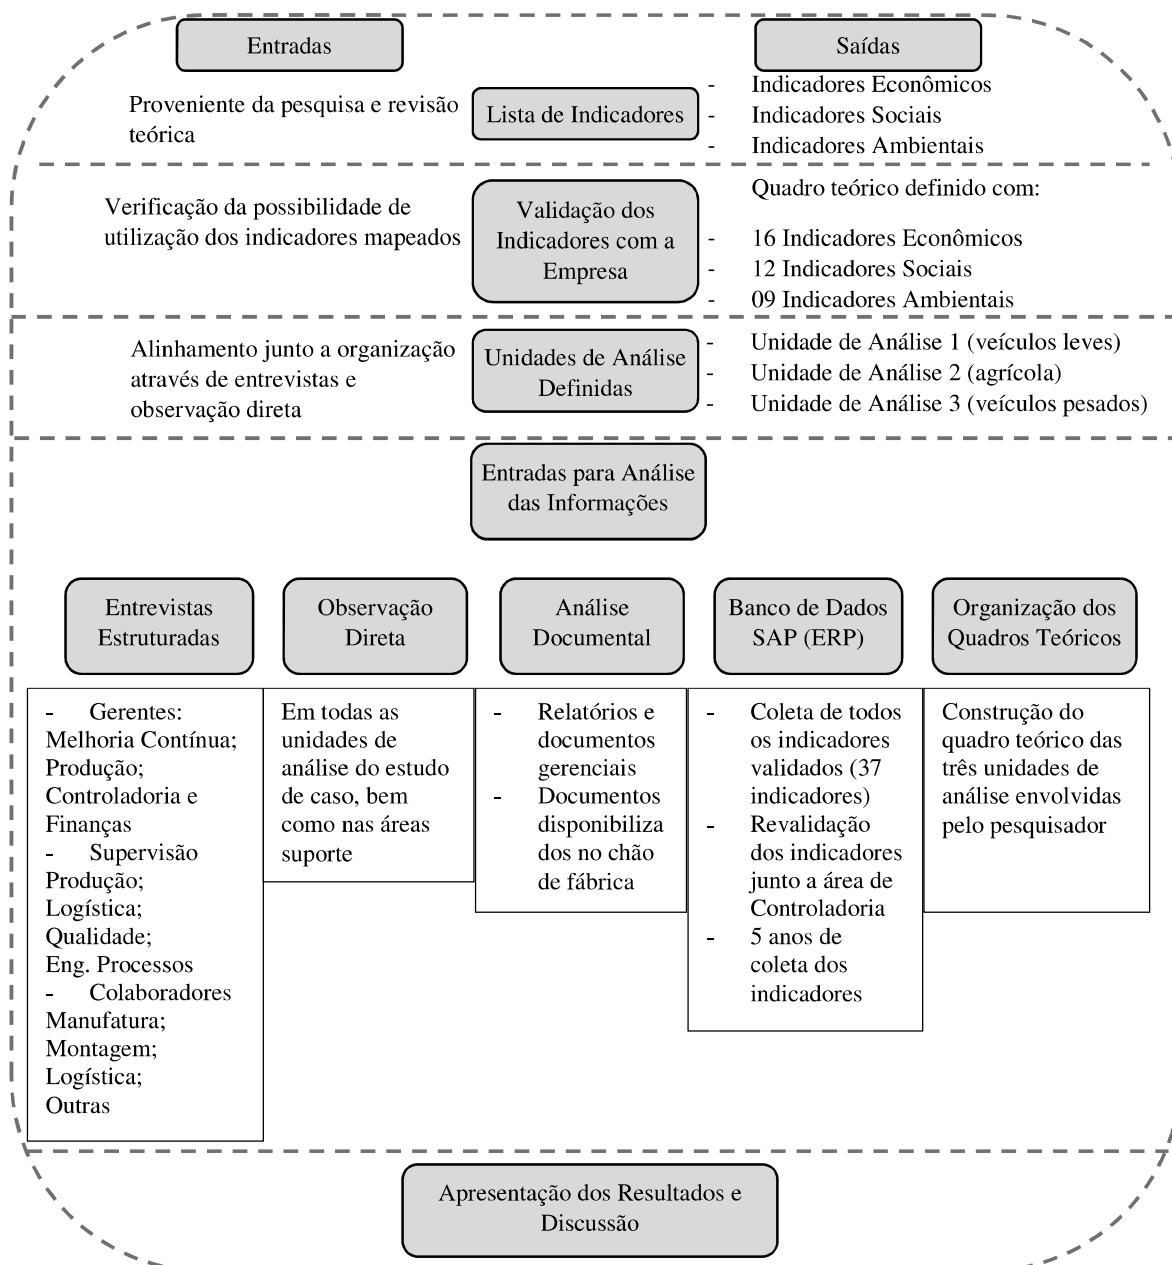 Entradas
Saídas
Proveniente da pesquisa e revisão
teórica
Lista de Indicadores
- Indicadores Econômicos
- Indicadores Sociais
- Indicadores Ambientais
Verificação da possibilidade de
utilização dos indicadores mapeados
Validação dos
Indicadores com a
Empresa
Quadro teórico definido com:
- 16 Indicadores Econômicos
- 12 Indicadores Sociais
- 09 Indicadores Ambientais
Alinhamento junto a organização
através de entrevistas e
observação direta
Unidades de Análise
Definidas
- Unidade de Análise 1 (veículos leves)
- Unidade de Análise 2 (agrícola)
- Unidade de Análise 3 (veículos pesados)
Entradas para Análise
das Informações
Entrevistas
Estruturadas
- Gerentes:
Melhoria Contínua;
Produção;
Controladoria e
Finanças
- Supervisão
Produção;
Logística;
Qualidade;
Eng. Processos
- Colaboradores
Manufatura;
Montagem;
Logística;
Outras
Observação
Direta
Em todas as
unidades de
análise do estudo
de caso, bem
como nas áreas
suporte
Análise
Documental
- Relatórios e
documentos
gerenciais
- Documentos
disponibiliza
dos no chão
de fábrica
Banco de Dados
SAP (ERP)
- Coleta de todos
os indicadores
validados (37
indicadores)
- Revalidação
dos indicadores
junto a área de
Controladoria
- 5 anos de
coleta dos
indicadores
Organização dos
Quadros Teóricos
Construção do
quadro teórico das
três unidades de
análise envolvidas
pelo pesquisador
Apresentação dos Resultados e
Discussão